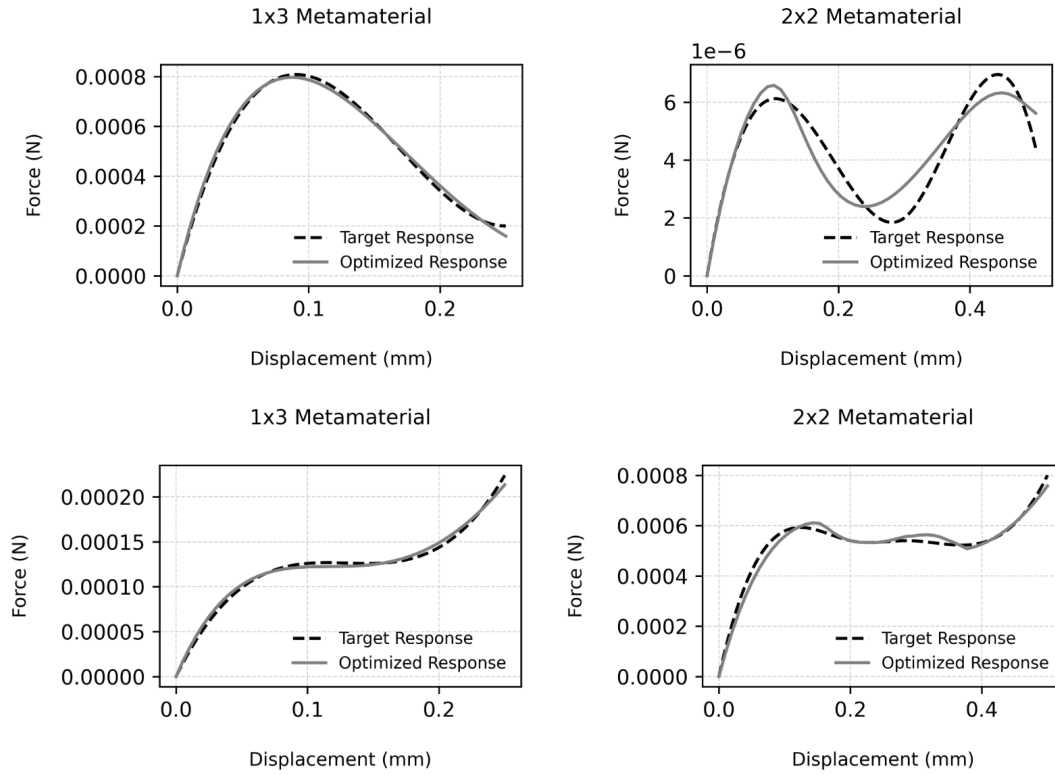 1x3 Metamaterial
Force (N)
0.0008
0.0006
0.0004
0.0002
0.0000
Target Response
Optimized Response
0.0
0.1
0.2
Displacement (mm)
2x2 Metamaterial
1e−6
Force (N)
6
4
2
0
Target Response
Optimized Response
0.0
0.2
0.4
Displacement (mm)
1x3 Metamaterial
Force (N)
0.00020
0.00015
0.00010
0.00005
0.00000
Target Response
Optimized Response
0.0
0.1
0.2
Displacement (mm)
2x2 Metamaterial
Force (N)
0.0008
0.0006
0.0004
0.0002
0.0000
Target Response
Optimized Response
0.0
0.2
0.4
Displacement (mm)